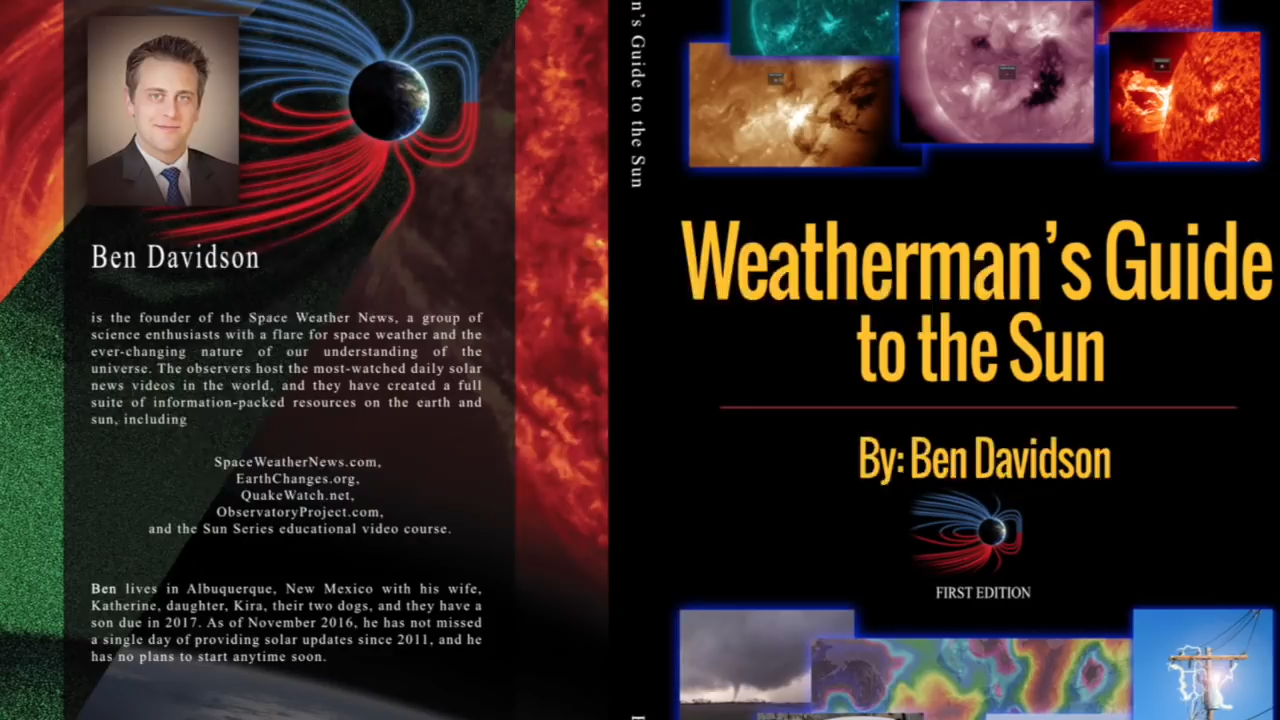 Ben Davidson
is the founder of the Space Weather News, a group of
science enthusiasts with a flare for space weather and the
ever-changing nature of our understanding of the
universe. The observers host the most-watched daily solar
news videos in the world, and they have created a full
suite of information-packed resources on the earth and
sun, including
SpaceWeatherNews.com,
EarthChanges.org,
QuakeWatch.net,
ObservatoryProject.com,
and the Sun Series educational video course.
Ben lives in Albuquerque, New Mexico with his wife,
Katherine, daughter, Kira, their two dogs, and they have a
son due in 2017. As of November 2016, he has not missed
a single day of providing solar updates since 2011, and he
has no plans to start anytime soon.
n's Guide to the Sun
Weatherman's Guide
to the Sun
By: Ben Davidson
FIRST EDITION